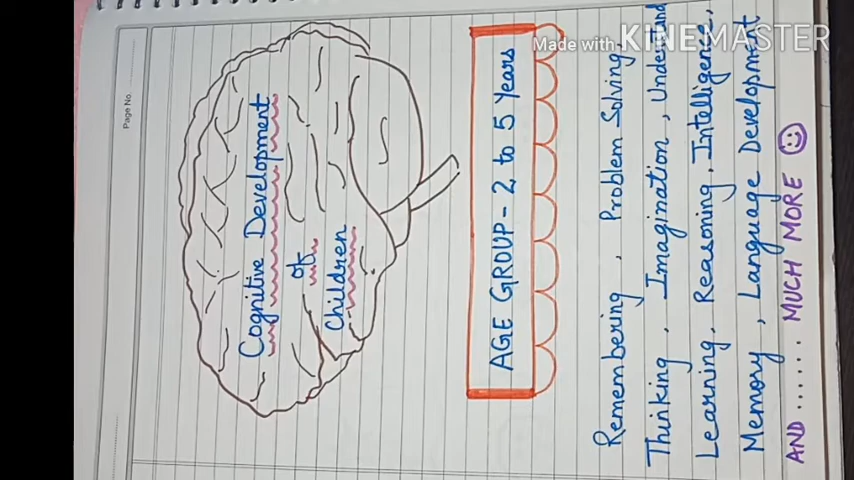 Page No.
Cognitive Development
of
Children
AGE GROUP - 2 to 5 Years
Remembering, Problem Solving,
Thinking, Imagination, Understand
Learning, Reasoning, Intelligence,
Memory, Language Development
AND...... MUCH MORE
Made with KINEMASTER